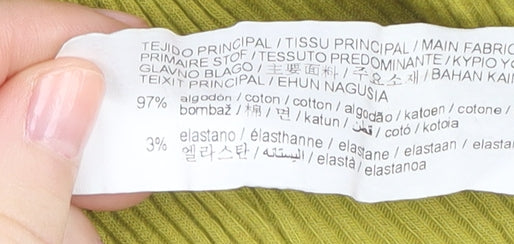 TEJIDO PRINCIPAL / TISSU PRINCIPAL / MAIN FABRIC
PRIMAIRE STOF / TESSUTO PREDOMINANTE / ΚΥΡΙΟ
GLAVNO BLAGO / 主要面料 / 주요소재 / BAHAN
TEIXIT PRINCIPAL / EHUN NAGUSIA
97% algodón / coton / cotton / algodão / katoen / cotone /
bombaž / 棉 / 면 / katun / قطن / cotó / kotoia
3% elastano / élasthanne / elastane / elastaan /
엘라스탄 / الیستانه / elastà / elastanoa